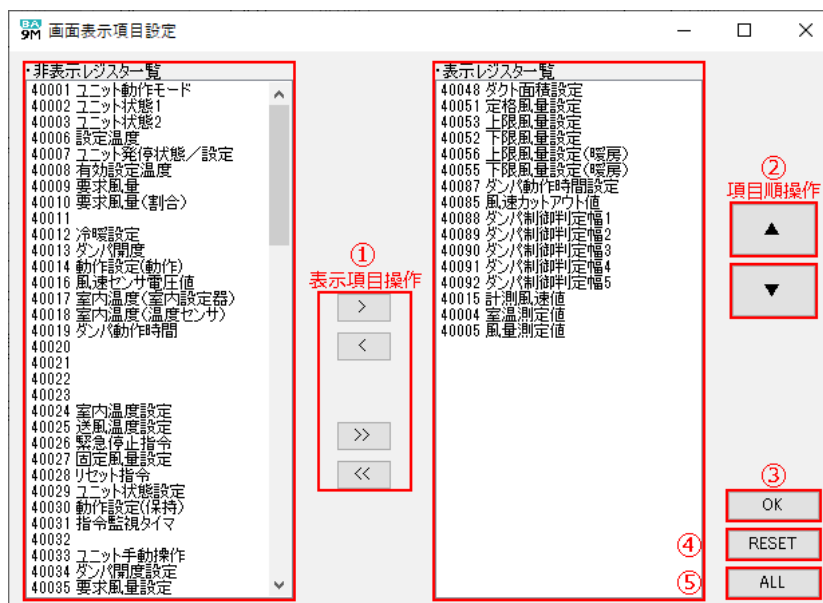 BA
9M 画面表示項目設定
・非表示レジスター覧
40001 ユニット動作モード
40002 ユニット状態1
40003 ユニット状態2
40006 設定温度
40007 ユニット発停状態／設定
40008 有効設定温度
40009 要求風量
40010 要求風量(割合)
40011
40012 冷暖設定
40013 ダンパ開度
40014 動作設定(動作)
40016 風速センサ電圧値
40017 室内温度(室内設定器)
40018 室内温度(温度センサ)
40019 ダンパ動作時間
40020
40021
40022
40023
40024 室内温度設定
40025 送風温度設定
40026 緊急停止指令
40027 固定風量設定
40028 リセット指令
40029 ユニット状態設定
40030 動作設定(保持)
40031 指令監視タイマ
40032
40033 ユニット手動操作
40034 ダンパ開度設定
40035 要求風量設定
①
表示項目操作
>
<
>>
<<
・表示レジスター覧
40048 ダクト面積設定
40051 定格風量設定
40053 上限風量設定
40052 下限風量設定
40056 上限風量設定(暖房)
40055 下限風量設定(暖房)
40087 ダンパ動作時間設定
40085 風速カットアウト値
40088 ダンパ制御判定幅1
40089 ダンパ制御判定幅2
40090 ダンパ制御判定幅3
40091 ダンパ制御判定幅4
40092 ダンパ制御判定幅5
40015 計測風速値
40004 室温測定値
40005 風量測定値
②
項目順操作
▲
▼
③
OK
④ RESET
⑤ ALL